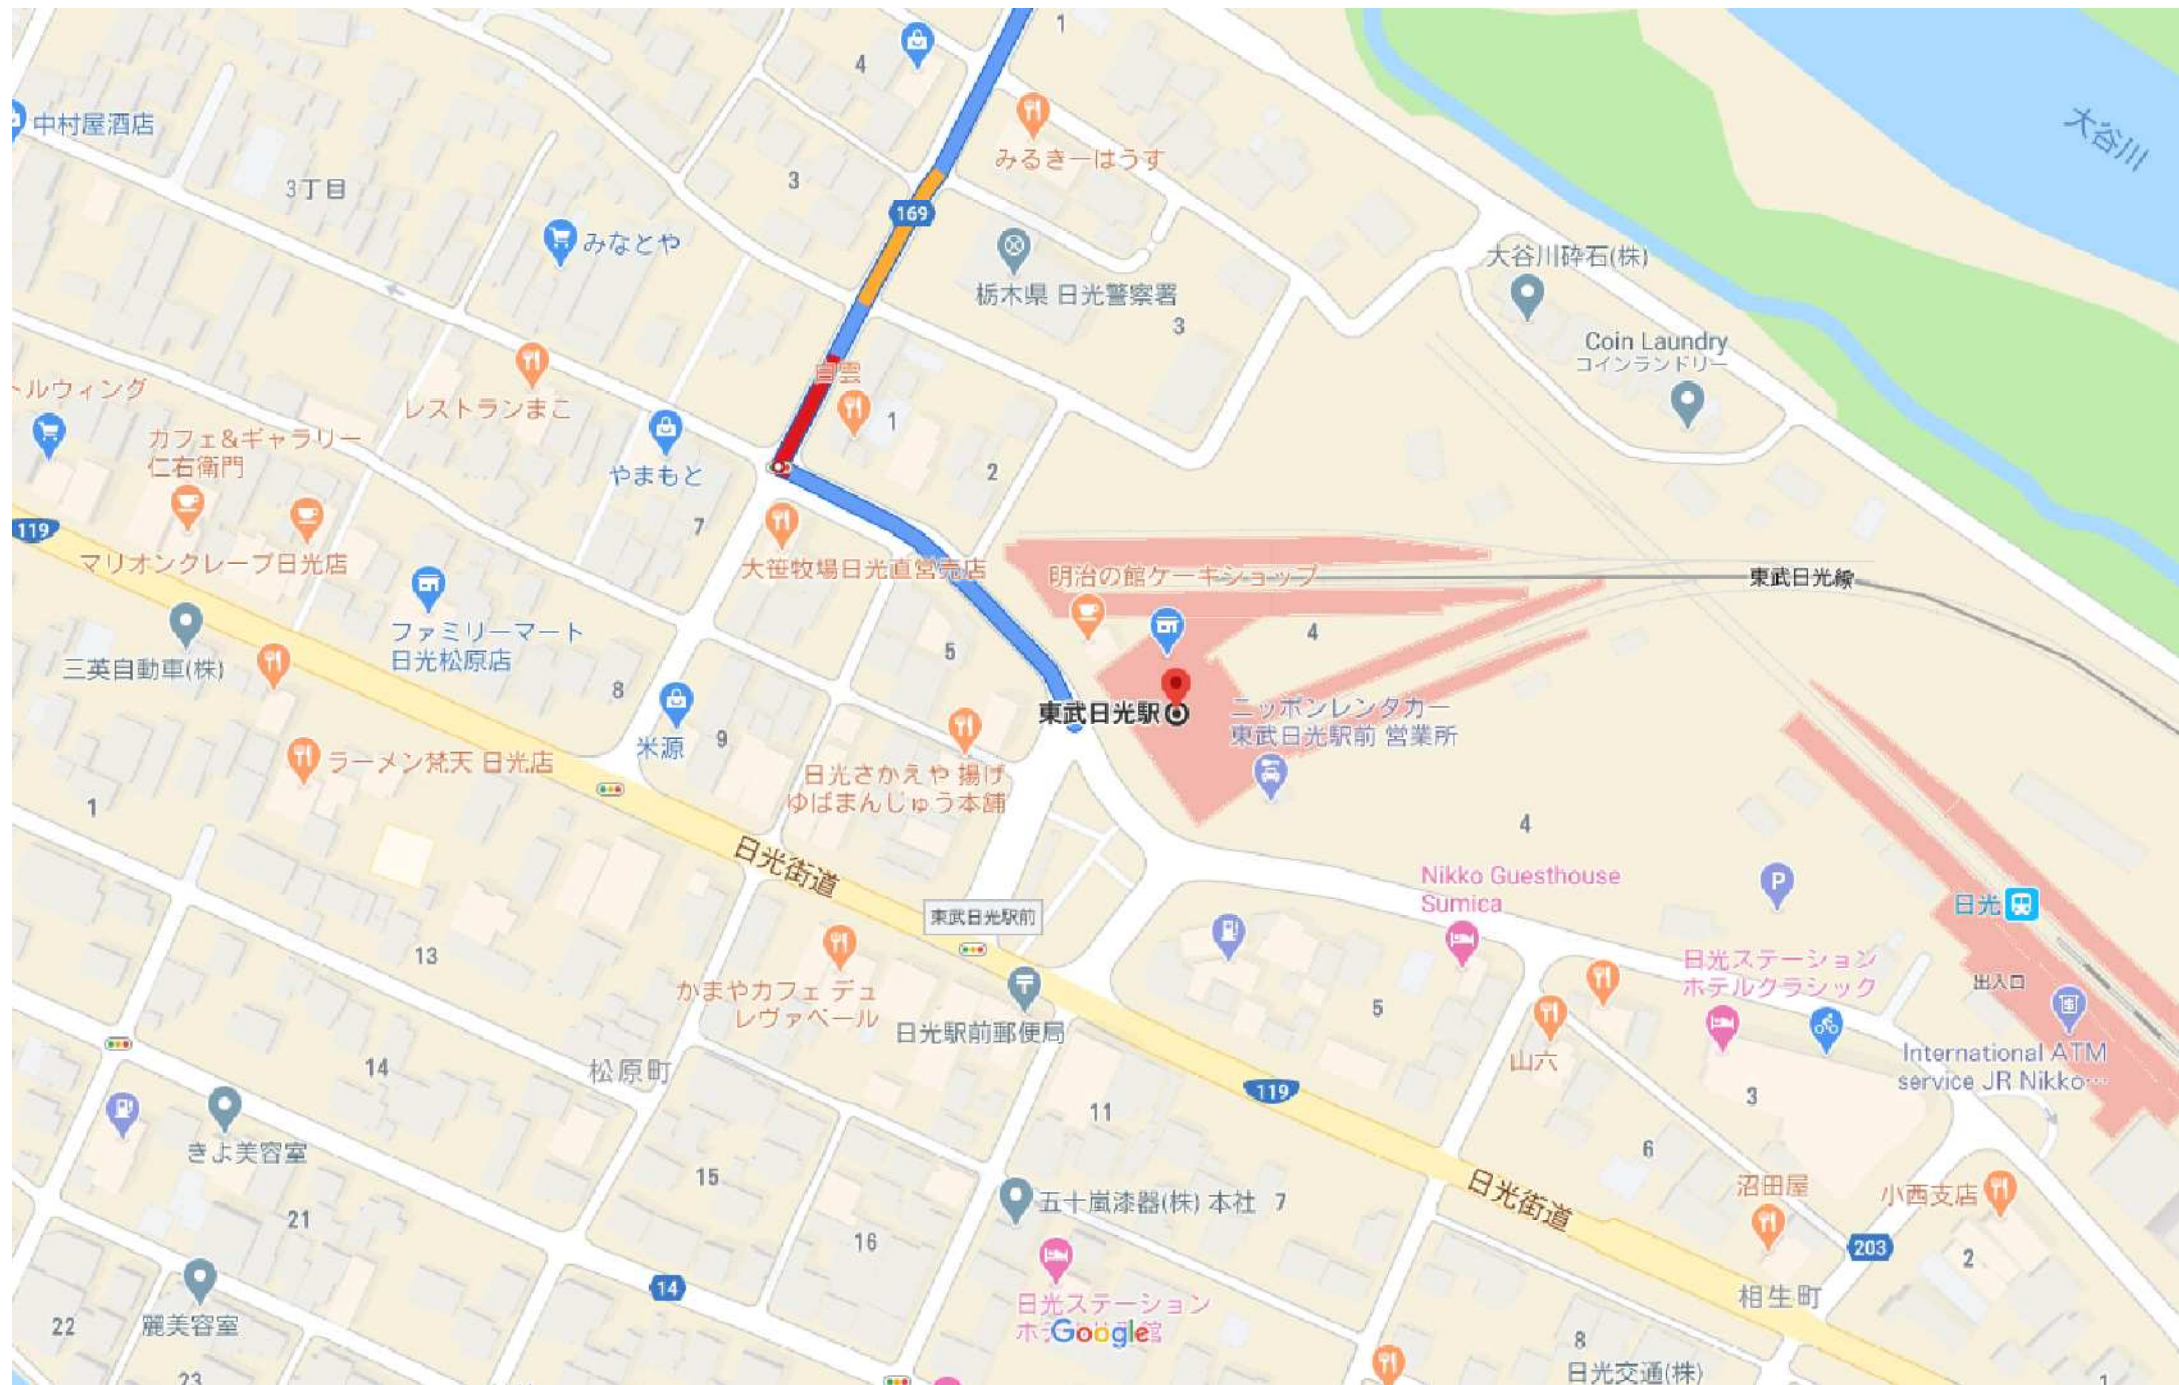 1
4
中村屋酒店
みるきーはうす
大谷川
3丁目
3
みなとや
169
栃木県 日光警察署
3
大谷川砕石(株)
Coin Laundry
コインランドリー
白雲
トルウィング
レストランまこ
1
カフェ&ギャラリー
仁右衛門
やまもと
2
7
119
マリオンクレープ日光店
大笹牧場日光直営売店
明治の館ケーキショップ
東武日光線
ファミリーマート
日光松原店
三英自動車(株)
5
4
8
東武日光駅
ニッポンレンタカー
東武日光駅前 営業所
米源
9
ラーメン梵天 日光店
日光さかえや 揚げ
ゆばまんじゅう本舗
1
4
日光街道
Nikko Guesthouse
Sumica
P
日光
東武日光駅前
13
日光ステーション
ホテルクラシック
出入口
かまやカフェ デュ
レヴァベール
日光駅前郵便局
5
山六
International ATM
service JR Nikko…
松原町
14
119
3
11
きよ美容室
6
15
日光街道
沼田屋
小西支店
五十嵐漆器(株) 本社
7
21
16
203
2
14
相生町
22
麗美容室
日光ステーション
Google
8
日光交通(株)
23
1